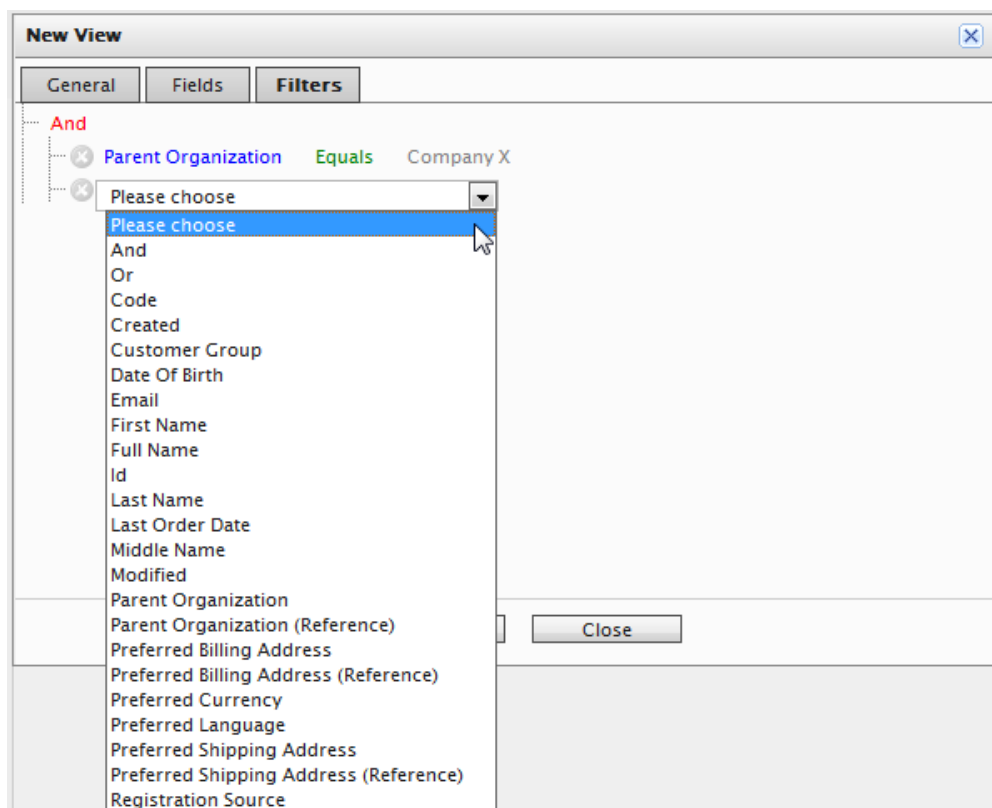 New View
General Fields Filters
And
Parent Organization Equals Company X
Please choose
Please choose
And
Or
Code
Created
Customer Group
Date Of Birth
Email
First Name
Full Name
Id
Last Name
Last Order Date
Middle Name
Modified
Parent Organization
Parent Organization (Reference)
Close
Preferred Billing Address
Preferred Billing Address (Reference)
Preferred Currency
Preferred Language
Preferred Shipping Address
Preferred Shipping Address (Reference)
Registration Source